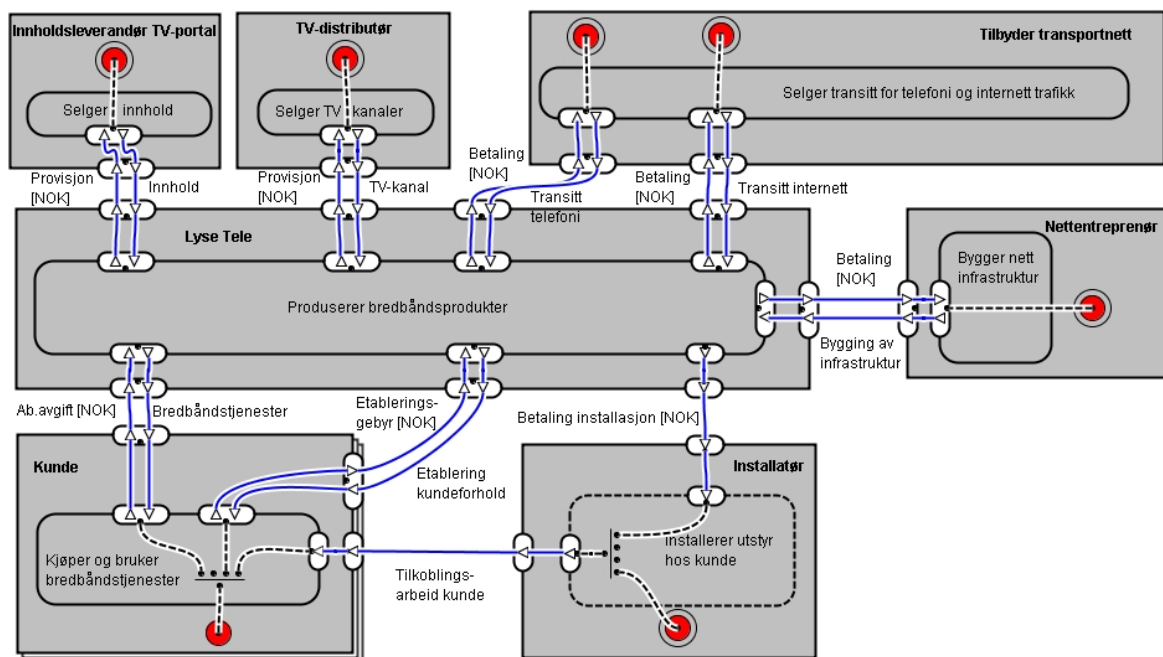 Innholdsleverandør TV-portal
TV-distributør
Tilbyder transportnett
Selger innhold
Selger TV kanaler
Selger transitt for telefoni og internett trafikk
Provisjon
[NOK]
Innhold
Provisjon
[NOK]
TV-kanal
Betaling
[NOK]
Transitt
telefoni
Betaling
[NOK]
Transitt internett
Lyse Tele
Nettentreprenør
Produserer bredbåndsprodukter
Betaling
[NOK]
Bygger nett
infrastruktur
Bygging av
infrastruktur
Ab.avgift [NOK]
Bredbåndstjenester
Etablerings-
gebyr [NOK]
Betaling installasjon [NOK]
Kunde
Etablering
kundeforhold
Installatør
Kjøper og bruker
bredbåndstjenester
Tilkoblings-
arbeid kunde
Installerer utstyr
hos kunde